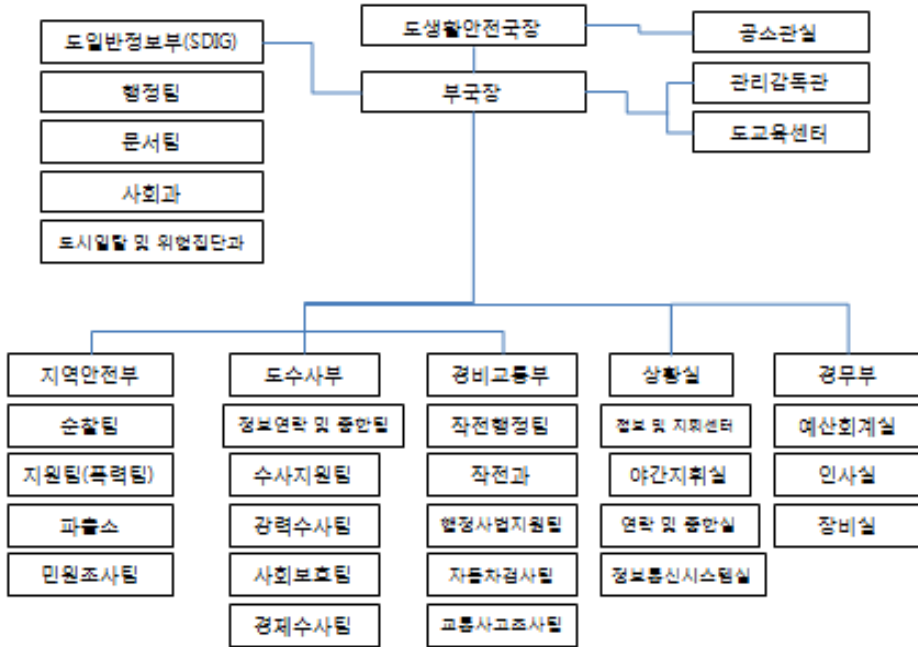 도생활안전국장
공소관실
도일반정보부(SDIG)
부국장
관리감독관
도교육센터
행정팀
문서팀
사회과
도시일탈 및 위험집단과
지역안전부
순찰팀
지원팀(폭력팀)
파출소
민원조사팀
도수사부
정보연락 및 종합팀
수사지원팀
강력수사팀
사회보호팀
경제수사팀
경비교통부
작전행정팀
작전과
행정사법지원팀
자동차검사팀
교통사고조사팀
상황실
정보 및 지휘센터
야간지휘실
연락 및 종합실
정보통신시스템실
경무부
예산회계실
인사실
장비실